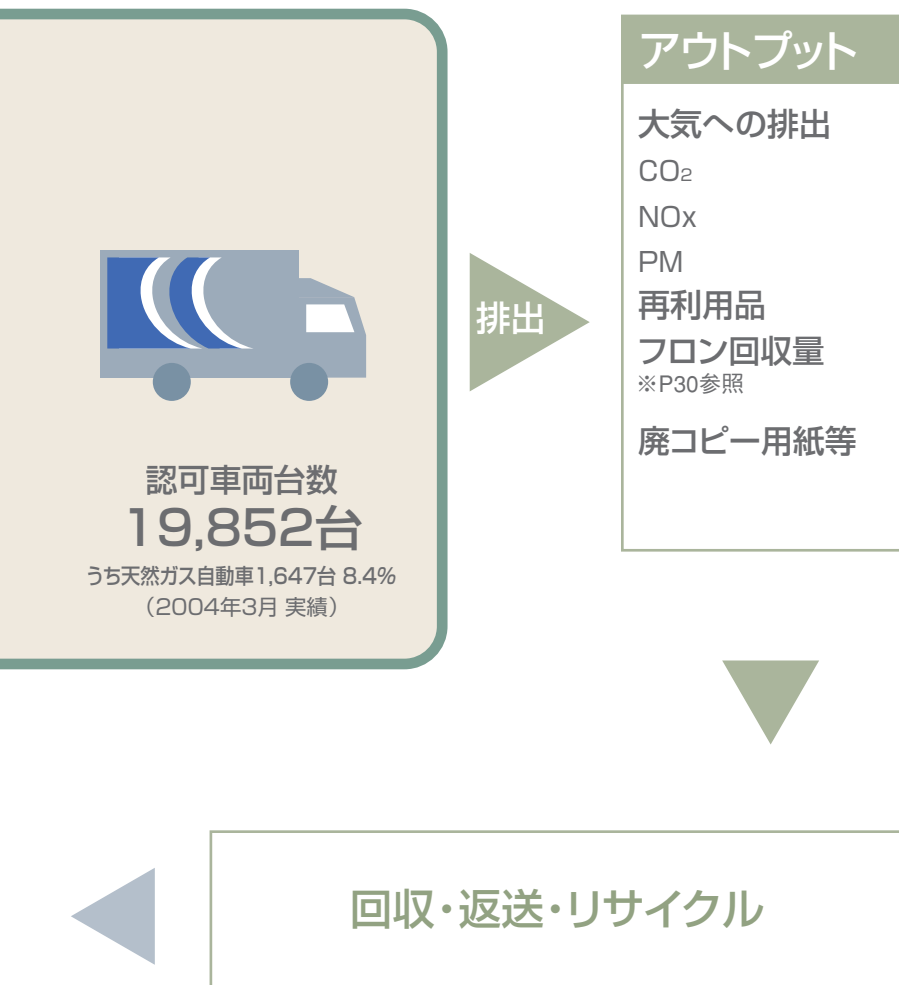 認可車両台数
19,852台
うち天然ガス自動車1,647台 8.4%
（2004年3月 実績）
排出
アウトプット
大気への排出
CO₂
NOx
PM
再利用品
フロン回収量
※P30参照
廃コピー用紙等
回収・返送・リサイクル